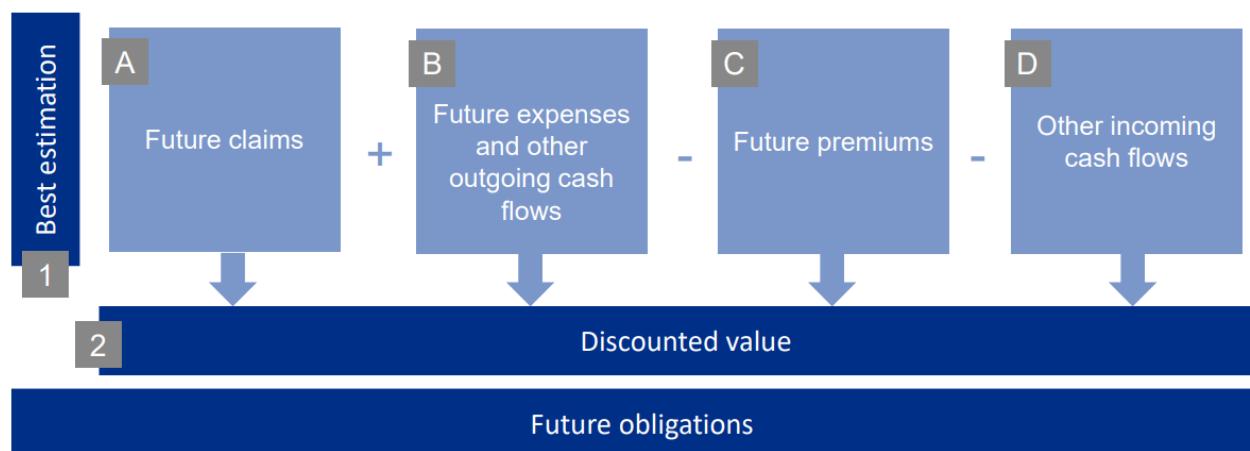 Best estimation
1
A
Future claims
+
B
Future expenses
and other
outgoing cash
flows
-
C
Future premiums
-
D
Other incoming
cash flows
2
Discounted value
Future obligations